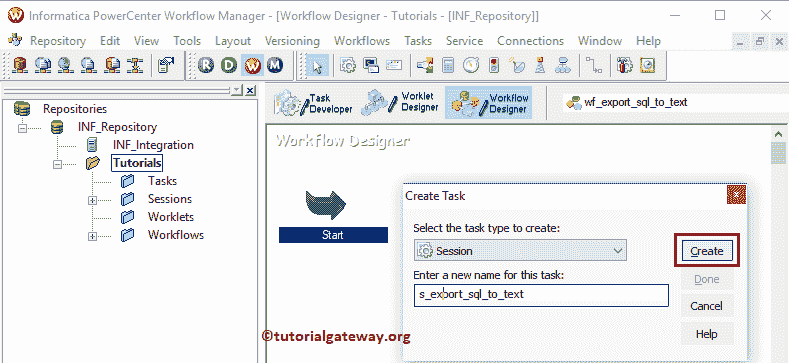 Informatica PowerCenter Workflow Manager - [Workflow Designer - Tutorials - [INF_Repository]]
Repository Edit View Tools Layout Versioning Workflows Tasks Service Connections Window Help
R D W M
Repositories
INF_Repository
INF_Integration
Tutorials
Tasks
Sessions
Worklets
Workflows
Task Developer
Worklet Designer
Workflow Designer
wf_export_sql_to_text
Workflow Designer
Start
Create Task
Select the task type to create:
Session
Create
Enter a new name for this task:
Done
s_export_sql_to_text
Cancel
Help
©tutorialgateway.org